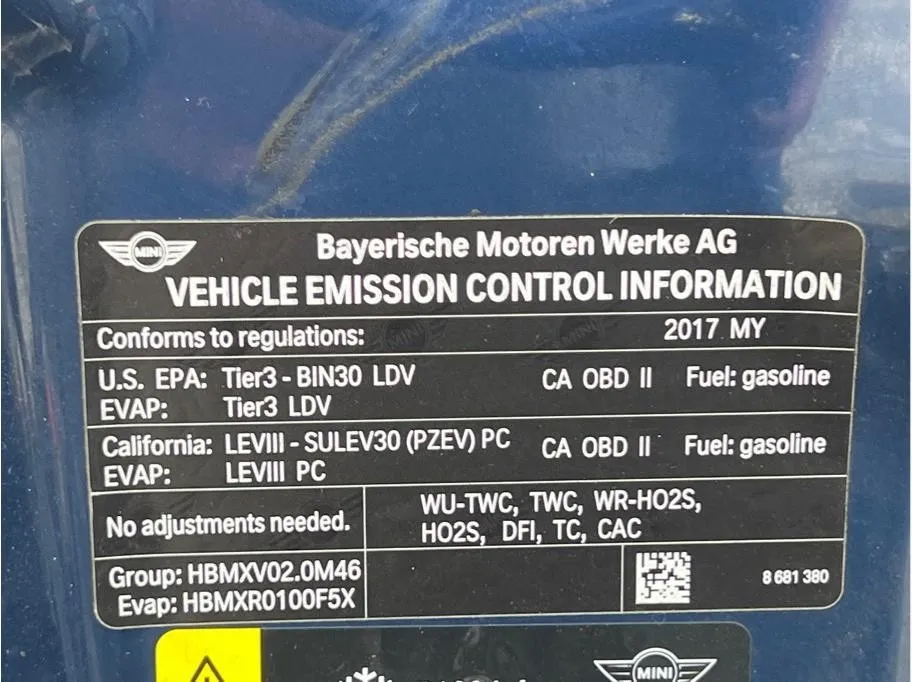 MINI
Bayerische Motoren Werke AG
VEHICLE EMISSION CONTROL INFORMATION
Conforms to regulations: 2017 MY
U.S. EPA: Tier3 - BIN30 LDV CA OBD II Fuel: gasoline
EVAP: Tier3 LDV
California: LEVIII - SULEV30 (PZEV) PC CA OBD II Fuel: gasoline
EVAP: LEVIII PC
No adjustments needed.
WU-TWC, TWC, WR-HO2S,
HO2S, DFI, TC, CAC
Group: HBMXV02.0M46
Evap: HBMXR0100F5X
8 681 380
MINI